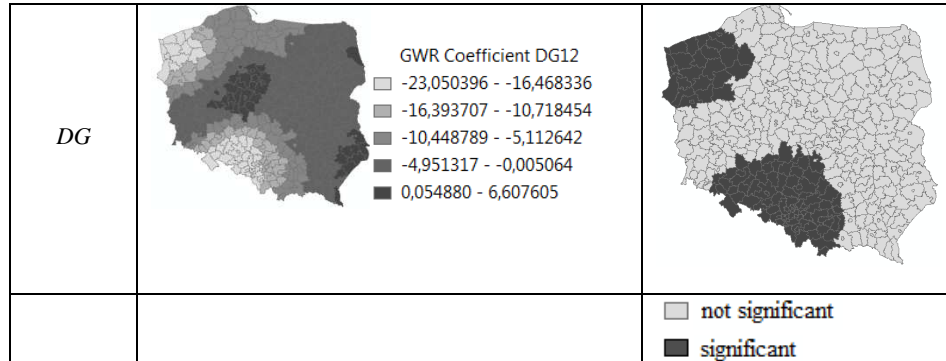 DG
GWR Coefficient DG12
-23,050396 - -16,468336
-16,393707 - -10,718454
-10,448789 - -5,112642
-4,951317 - -0,005064
0,054880 - 6,607605
not significant
significant